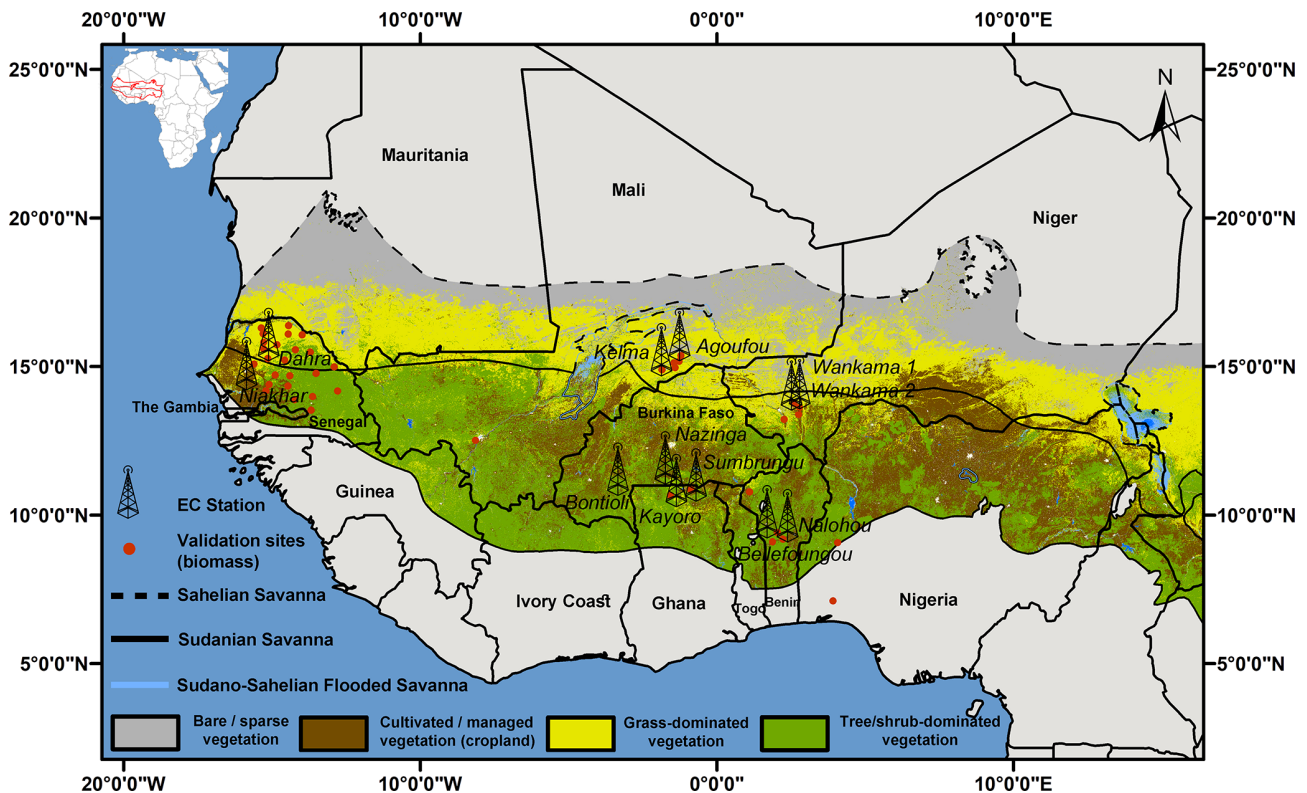 20°0'0"W 10°0'0"W 0°0'0" 10°0'0"E
25°0'0"N 25°0'0"N
N
Mauritania
Mali
20°0'0"N 20°0'0"N
Niger
Kelma Agoufou
15°0'0"N 15°0'0"N
Dahra
Wankama 1
Wankama 2
Niakhar
The Gambia
Senegal
Burkina Faso
Nazinga
Sumbrungu
Guinea
Bontioli
Kayoro
10°0'0"N 10°0'0"N
Nalohou
Bellefoungou
EC Station
Validation sites
(biomass)
Sahelian Savanna
Ivory Coast
Ghana
Togo
Benin
Nigeria
Sudanian Savanna
5°0'0"N 5°0'0"N
Sudano-Sahelian Flooded Savanna
Bare / sparse
vegetation
Cultivated / managed
vegetation (cropland)
Grass-dominated
vegetation
Tree/shrub-dominated
vegetation
20°0'0"W 10°0'0"W 0°0'0" 10°0'0"E